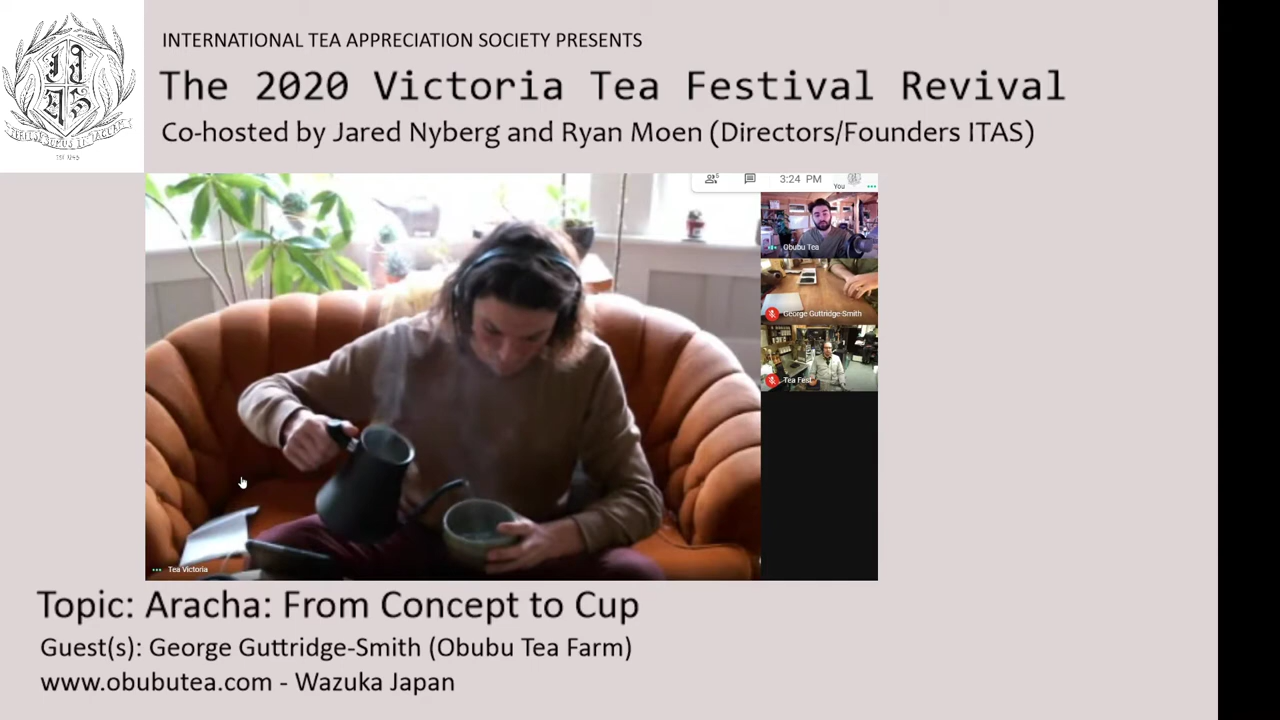 INTERNATIONAL TEA APPRECIATION SOCIETY PRESENTS
The 2020 Victoria Tea Festival Revival
Co-hosted by Jared Nyberg and Ryan Moen (Directors/Founders ITAS)
3:24 PM
You
Obubu Tea
George Guttridge-Smith
Tea Fest
Tea Victoria
Topic: Aracha: From Concept to Cup
Guest(s): George Guttridge-Smith (Obubu Tea Farm)
www.obubutea.com - Wazuka Japan